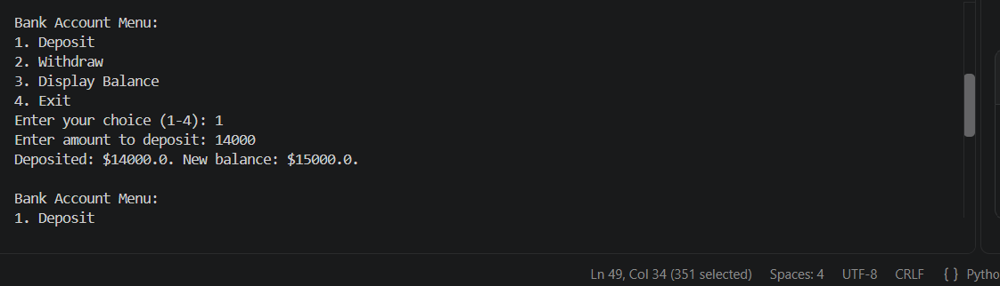 Bank Account Menu:
1. Deposit
2. Withdraw
3. Display Balance
4. Exit
Enter your choice (1-4): 1
Enter amount to deposit: 14000
Deposited: $14000.0. New balance: $15000.0.
Bank Account Menu:
1. Deposit
Ln 49, Col 34 (351 selected) Spaces: 4 UTF-8 CRLF { } Pytho